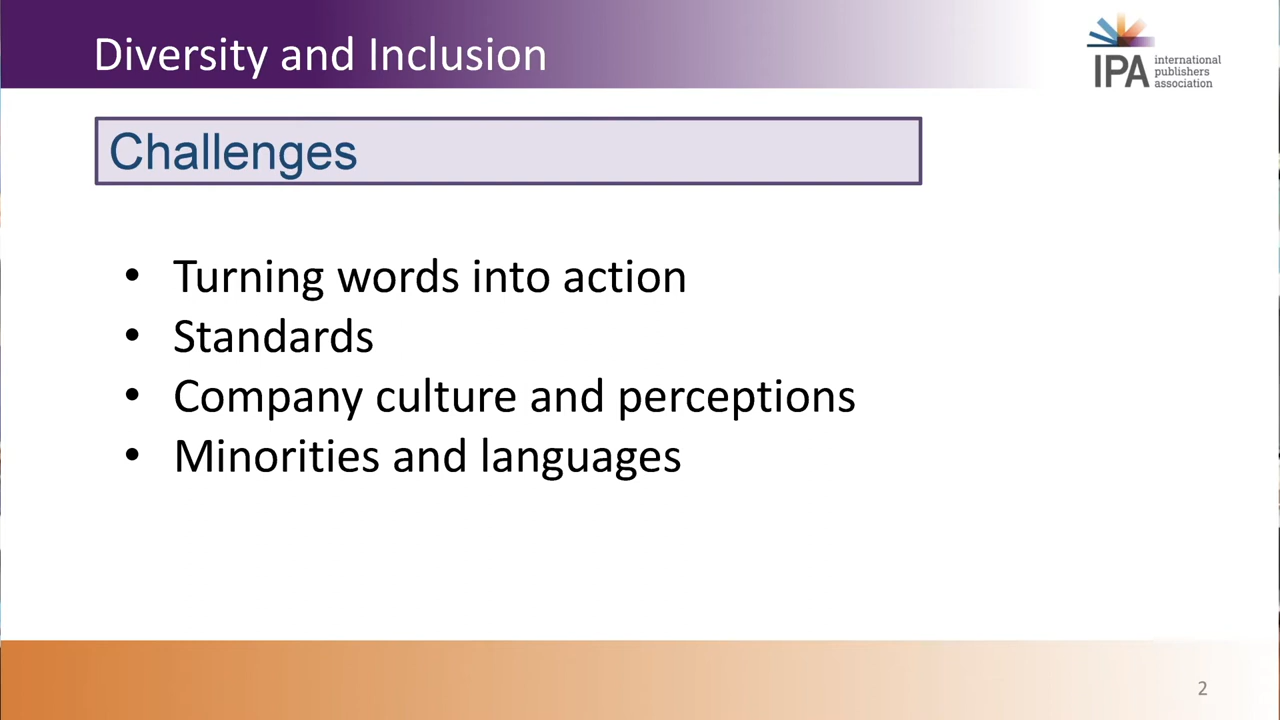 Diversity and Inclusion
IPA
international
publishers
association
Challenges
• Turning words into action
• Standards
• Company culture and perceptions
• Minorities and languages
2